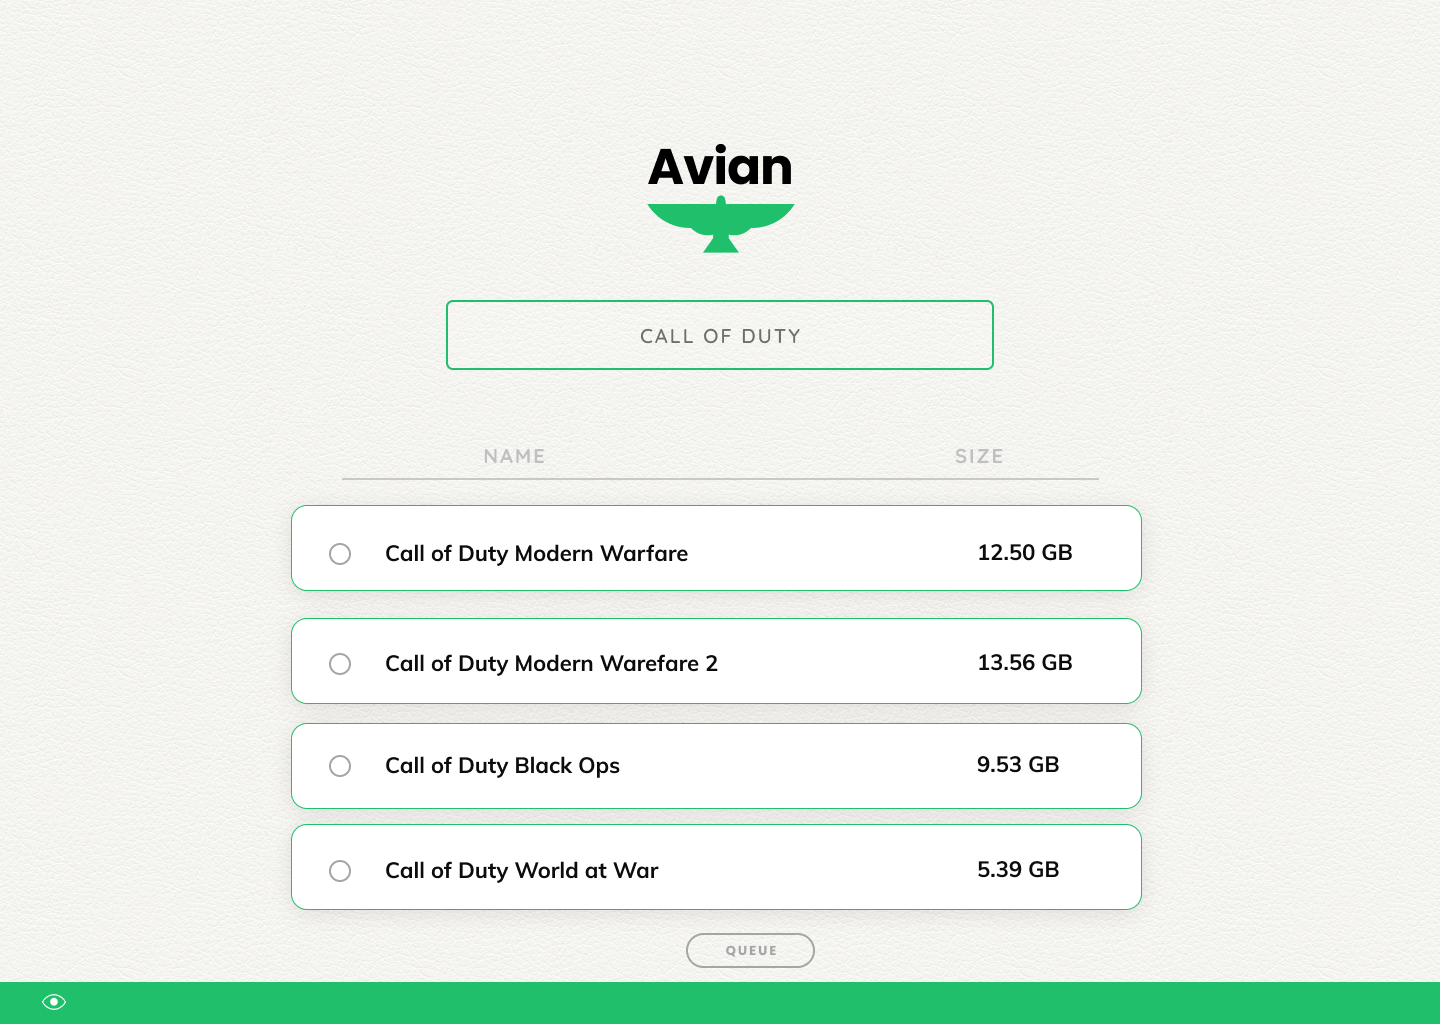 Avian
CALL OF DUTY
NAME SIZE
Call of Duty Modern Warfare 12.50 GB
Call of Duty Modern Warefare 2 13.56 GB
Call of Duty Black Ops 9.53 GB
Call of Duty World at War 5.39 GB
QUEUE